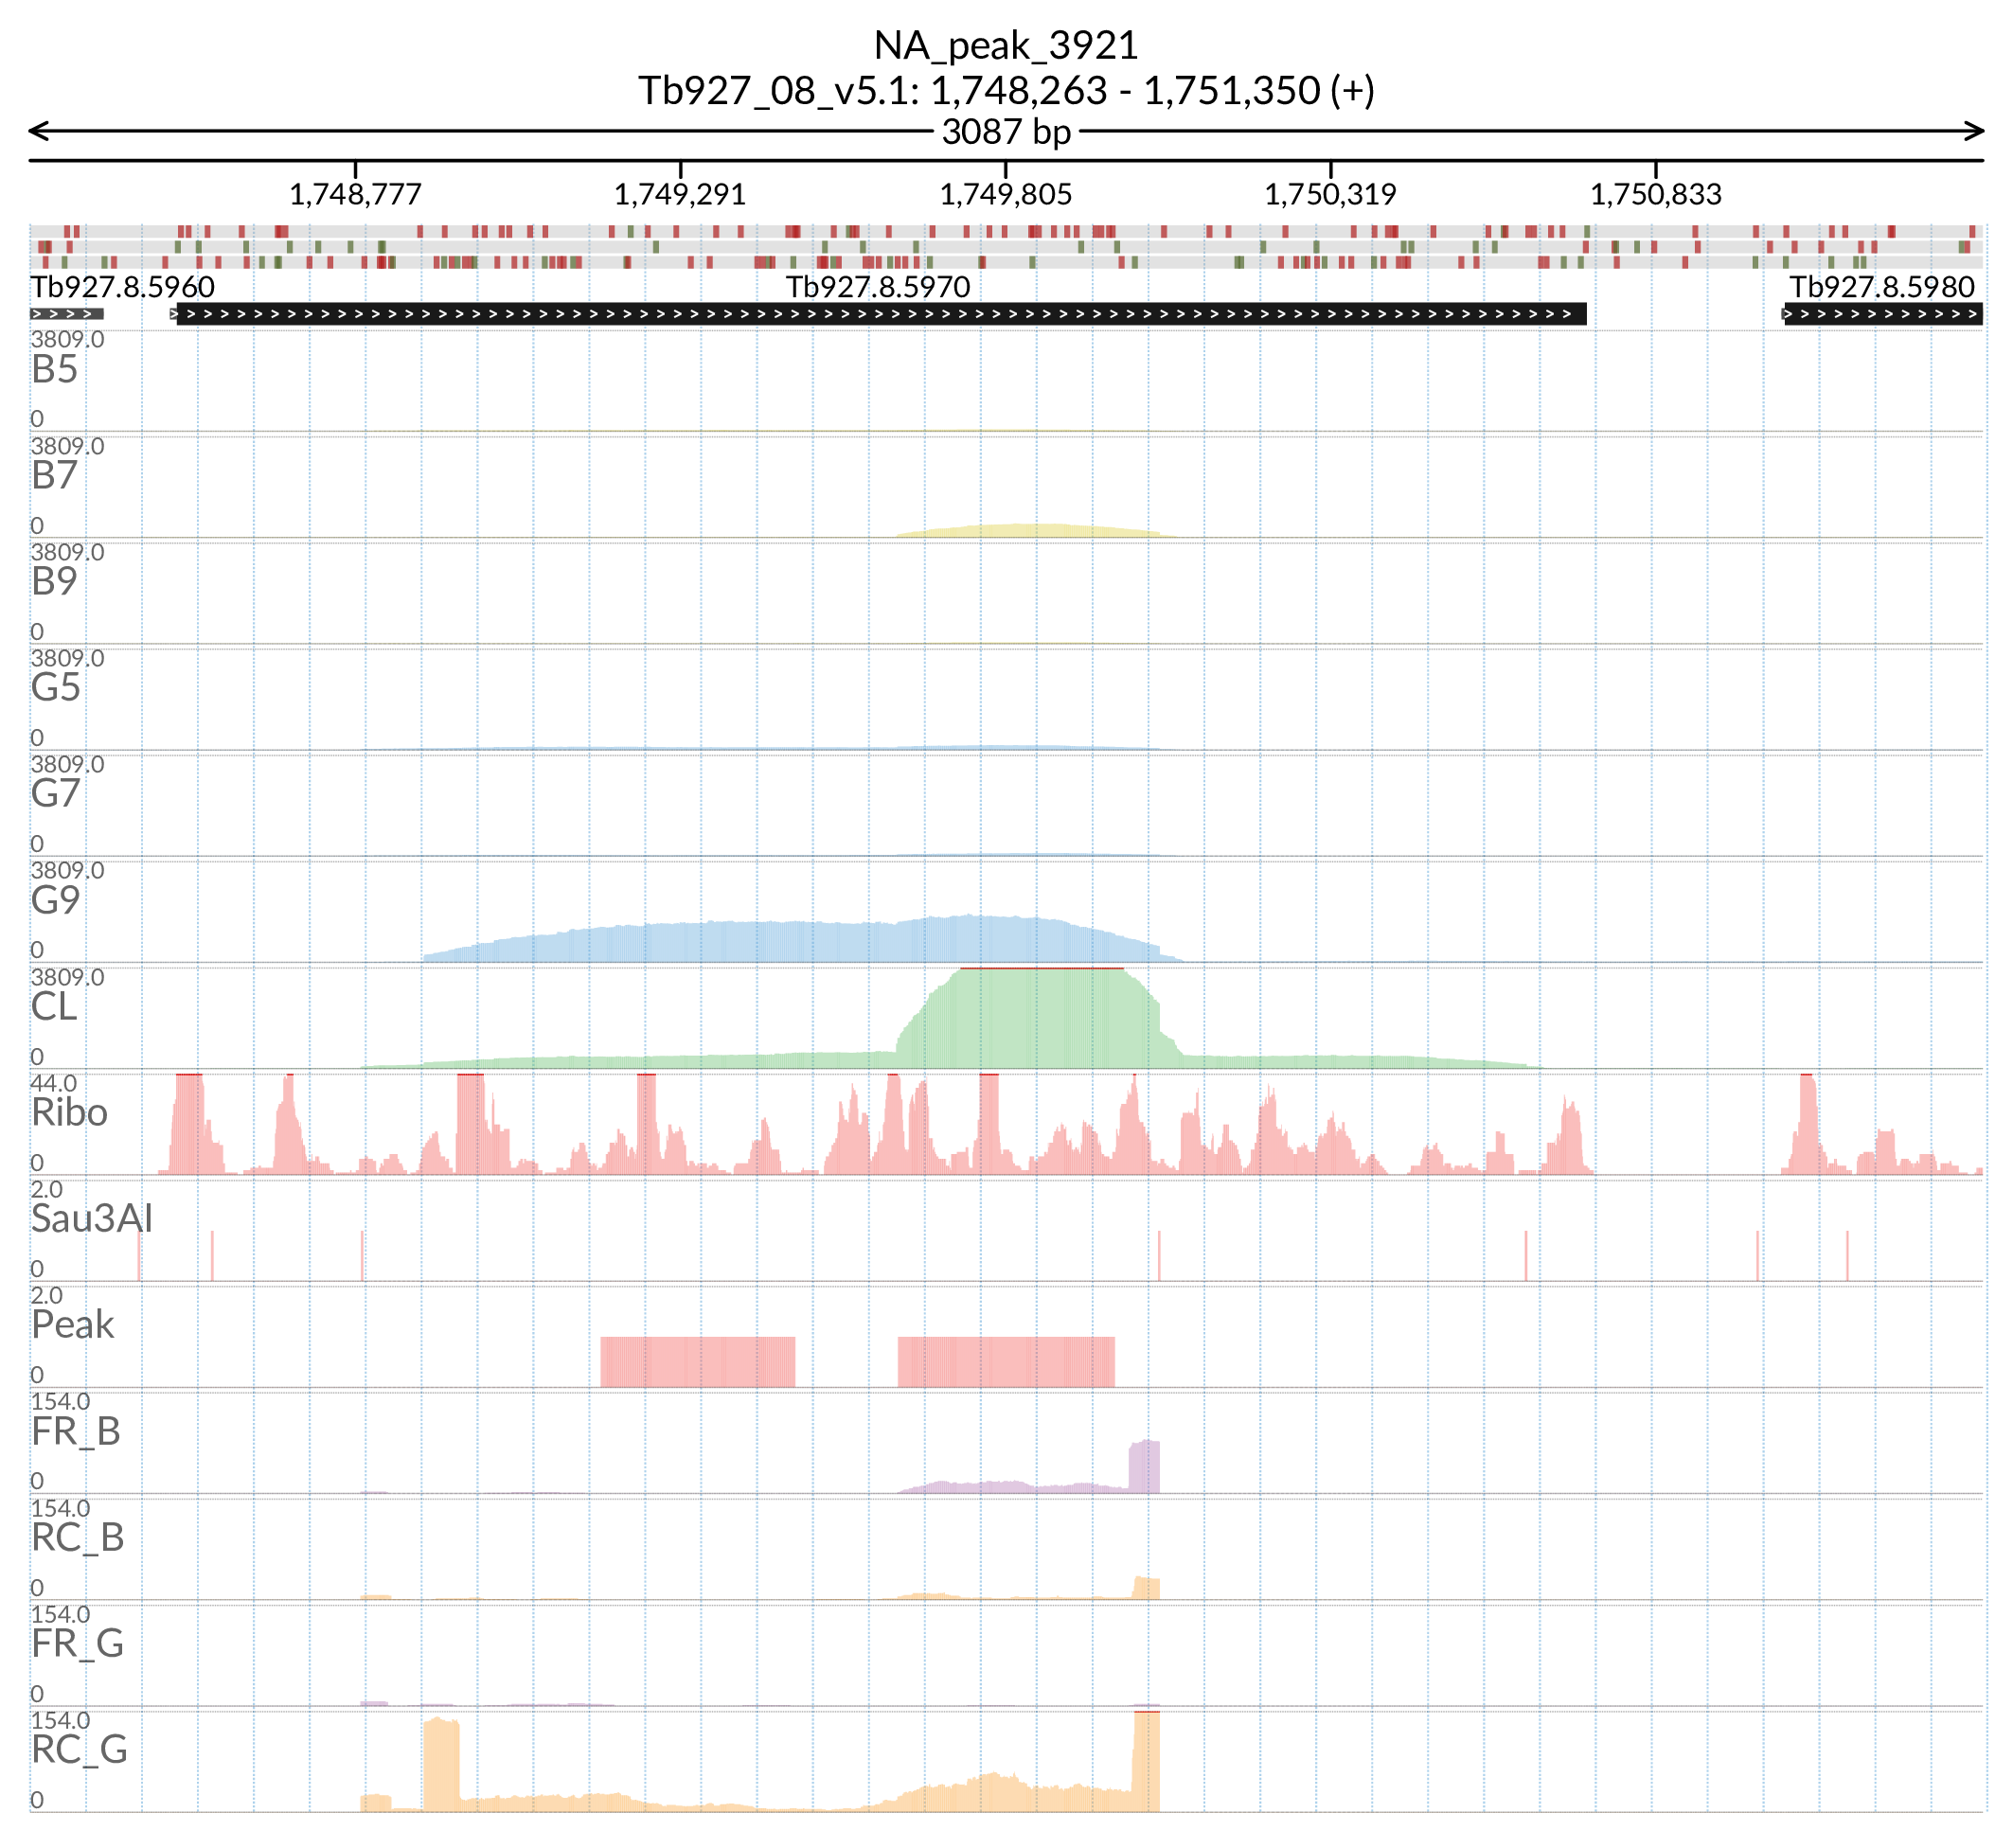 NA_peak_3921
Tb927_08_v5.1: 1,748,263 - 1,751,350 (+)
3087 bp
1,748,777 1,749,291 1,749,805 1,750,319 1,750,833
Tb927.8.5960 Tb927.8.5970 Tb927.8.5980
3809.0
B5
0
3809.0
B7
0
3809.0
B9
0
3809.0
G5
0
3809.0
G7
0
3809.0
G9
0
3809.0
CL
0
44.0
Ribo
0
2.0
Sau3AI
0
2.0
Peak
0
154.0
FR_B
0
154.0
RC_B
0
154.0
FR_G
0
154.0
RC_G
0